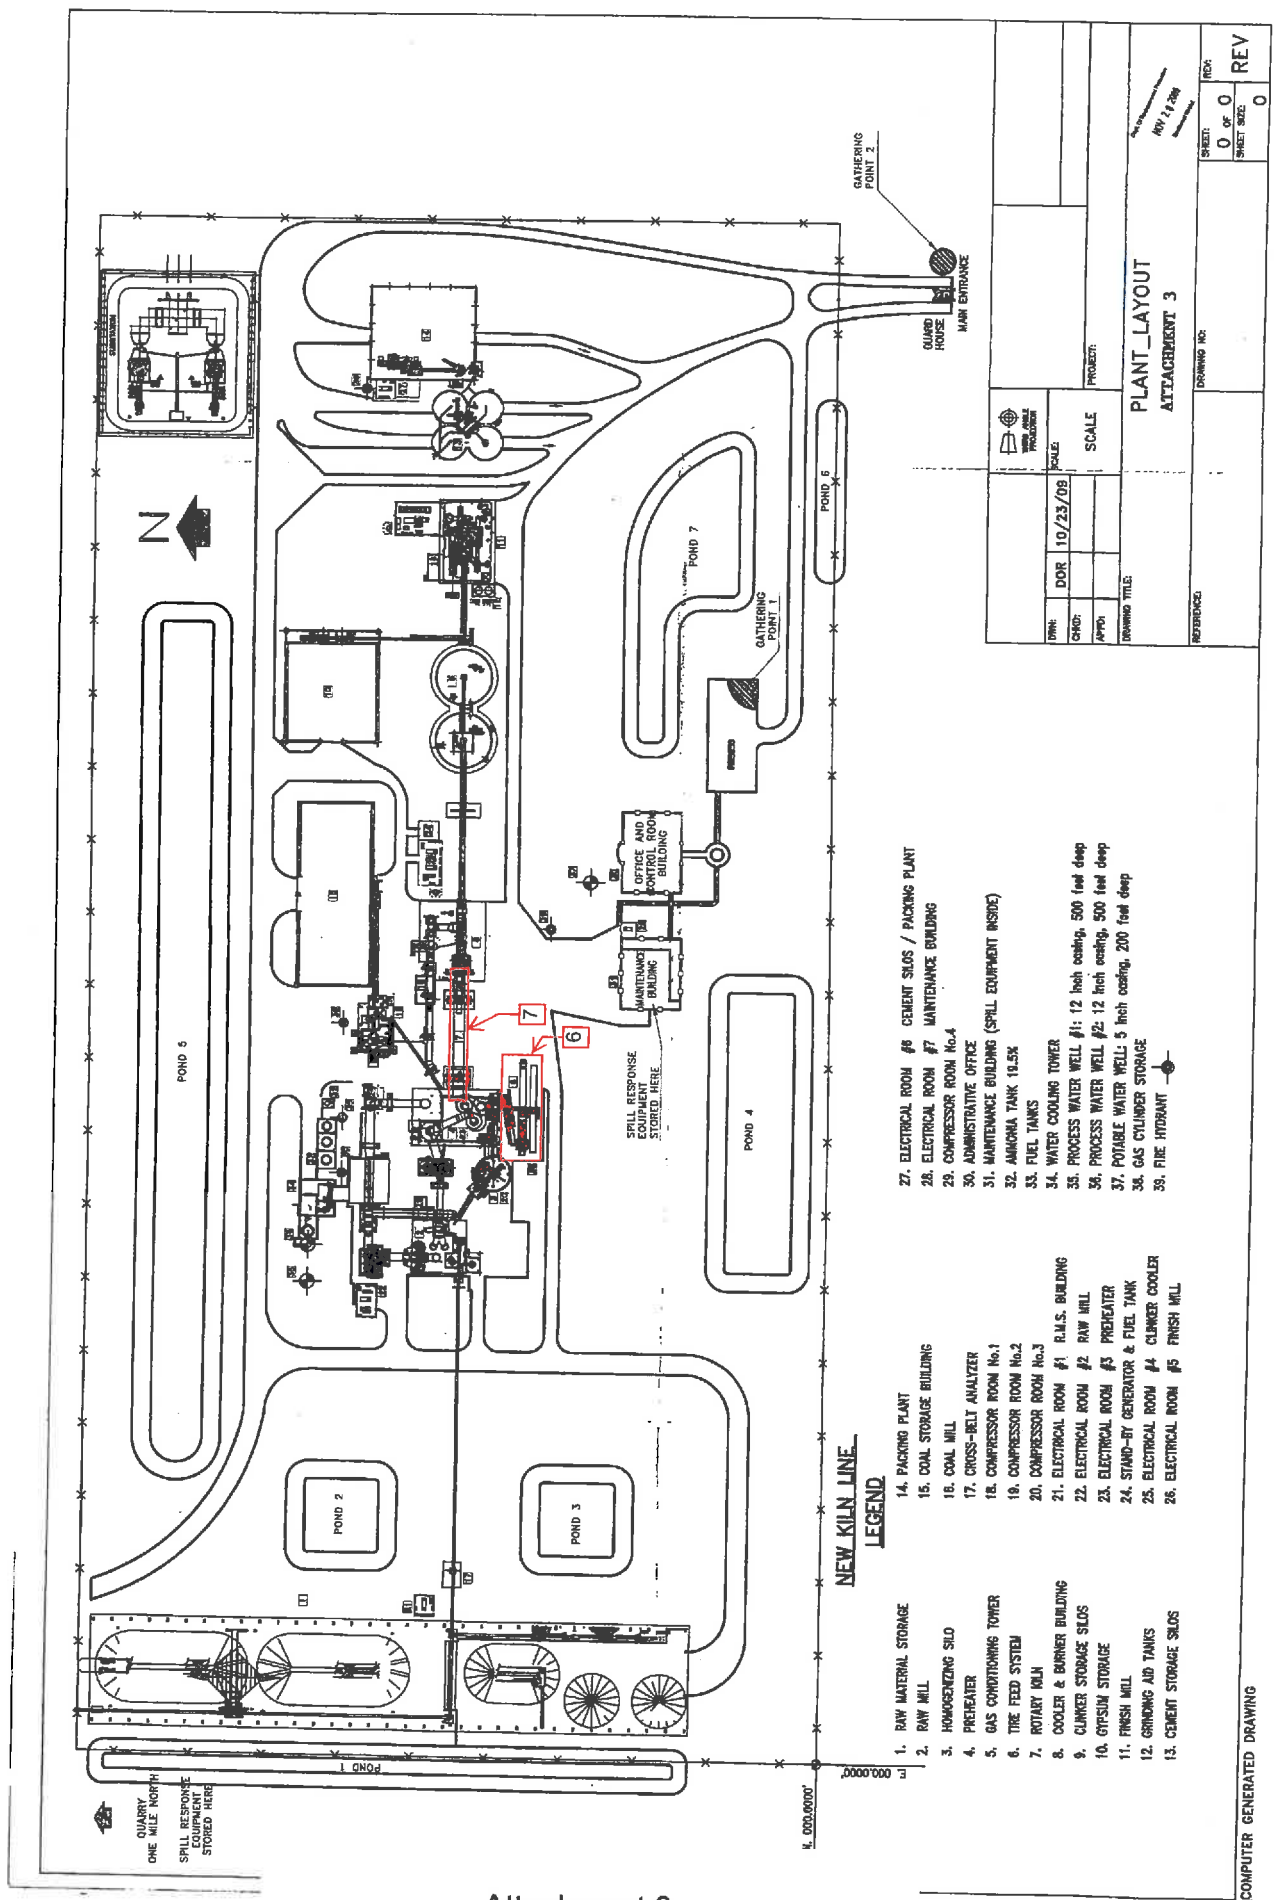 QUARRY
ONE MILE NORTH
SPILL RESPONSE
EQUIPMENT
STORED HERE
POND 1
POND 5
N
POND 2
POND 3
POND 4
POND 7
POND 6
7
6
SPILL RESPONSE
EQUIPMENT
STORED HERE
MAINTENANCE
BUILDING
OFFICE AND
CONTROL ROOM
BUILDING
GATHERING
POINT 1
GATHERING
POINT 2
GUARD
HOUSE
MAIN ENTRANCE
N. 000.0000'
E. 000.0000'
NEW KILN LINE
LEGEND
1. RAW MATERIAL STORAGE
2. RAW MILL
3. HOMOGENIZING SILO
4. PREHEATER
5. GAS CONDITIONING TOWER
6. TIRE FEED SYSTEM
7. ROTARY KILN
8. COOLER & BURNER BUILDING
9. CLINKER STORAGE SILOS
10. GYPSUM STORAGE
11. FINISH MILL
12. GRINDING AID TANKS
13. CEMENT STORAGE SILOS
14. PACKING PLANT
15. COAL STORAGE BUILDING
16. COAL MILL
17. CROSS-BELT ANALYZER
18. COMPRESSOR ROOM No.1
19. COMPRESSOR ROOM No.2
20. COMPRESSOR ROOM No.3
21. ELECTRICAL ROOM #1 R.M.S. BUILDING
22. ELECTRICAL ROOM #2 RAW MILL
23. ELECTRICAL ROOM #3 PREHEATER
24. STAND-BY GENERATOR & FUEL TANK
25. ELECTRICAL ROOM #4 CLINKER COOLER
26. ELECTRICAL ROOM #5 FINISH MILL
27. ELECTRICAL ROOM #6 CEMENT SILOS / PACKING PLANT
28. ELECTRICAL ROOM #7 MAINTENANCE BUILDING
29. COMPRESSOR ROOM No.4
30. ADMINISTRATIVE OFFICE
31. MAINTENANCE BUILDING (SPILL EQUIPMENT INSIDE)
32. AMMONIA TANK 19.5%
33. FUEL TANKS
34. WATER COOLING TOWER
35. PROCESS WATER WELL #1: 12 inch casing, 500 feet deep
36. PROCESS WATER WELL #2: 12 inch casing, 500 feet deep
37. POTABLE WATER WELL: 5 inch casing, 200 feet deep
38. GAS CYLINDER STORAGE
39. FIRE HYDRANT
THIRD ANGLE
PROJECTION
DRN: DOR 10/23/09
CHKD:
APPD:
SCALE:
SCALE
PROJECT:
DRAWING TITLE:
PLANT_LAYOUT
ATTACHMENT 3
NOV 2
REFERENCE:
DRAWING NO:
SHEET:
0 OF 0
SHEET SIZE:
0
REV:
REV
COMPUTER GENERATED DRAWING